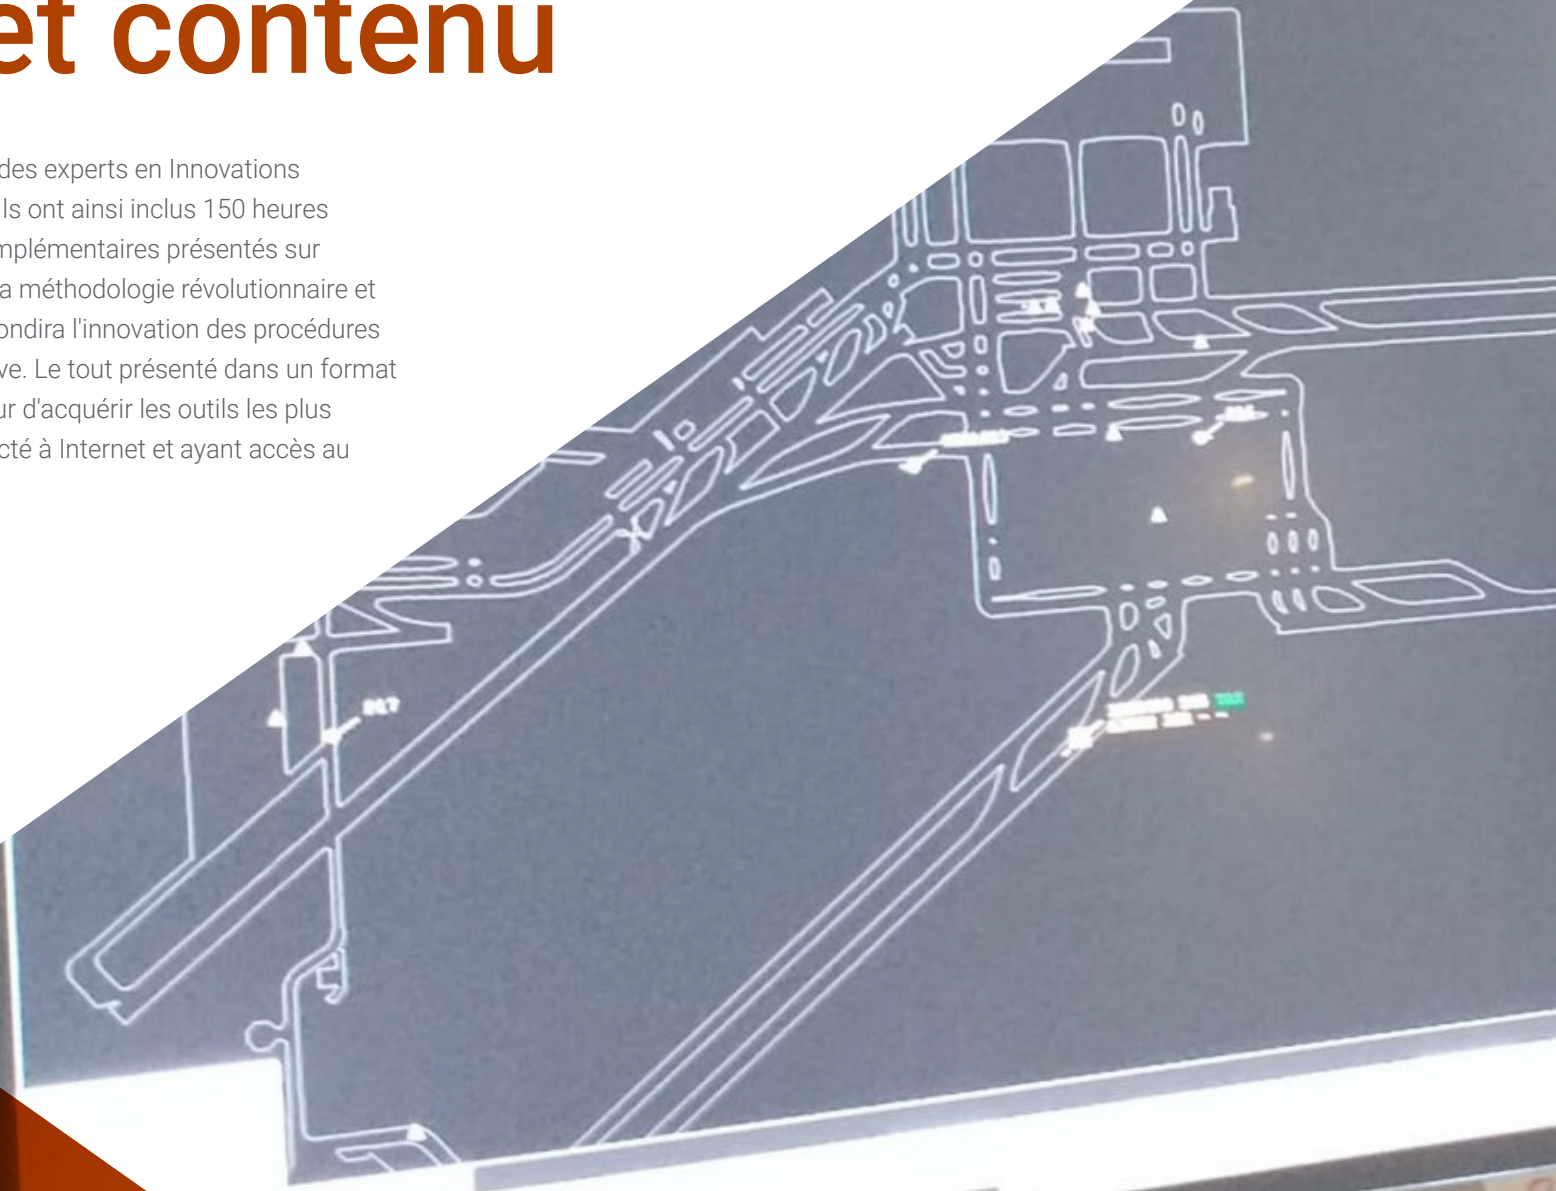 et contenu
des experts en Innovations
ls ont ainsi inclus 150 heures
mplémentaires présentés sur
a méthodologie révolutionnaire et
ondira l'innovation des procédures
ve. Le tout présenté dans un format
ur d'acquérir les outils les plus
cté à Internet et ayant accès au